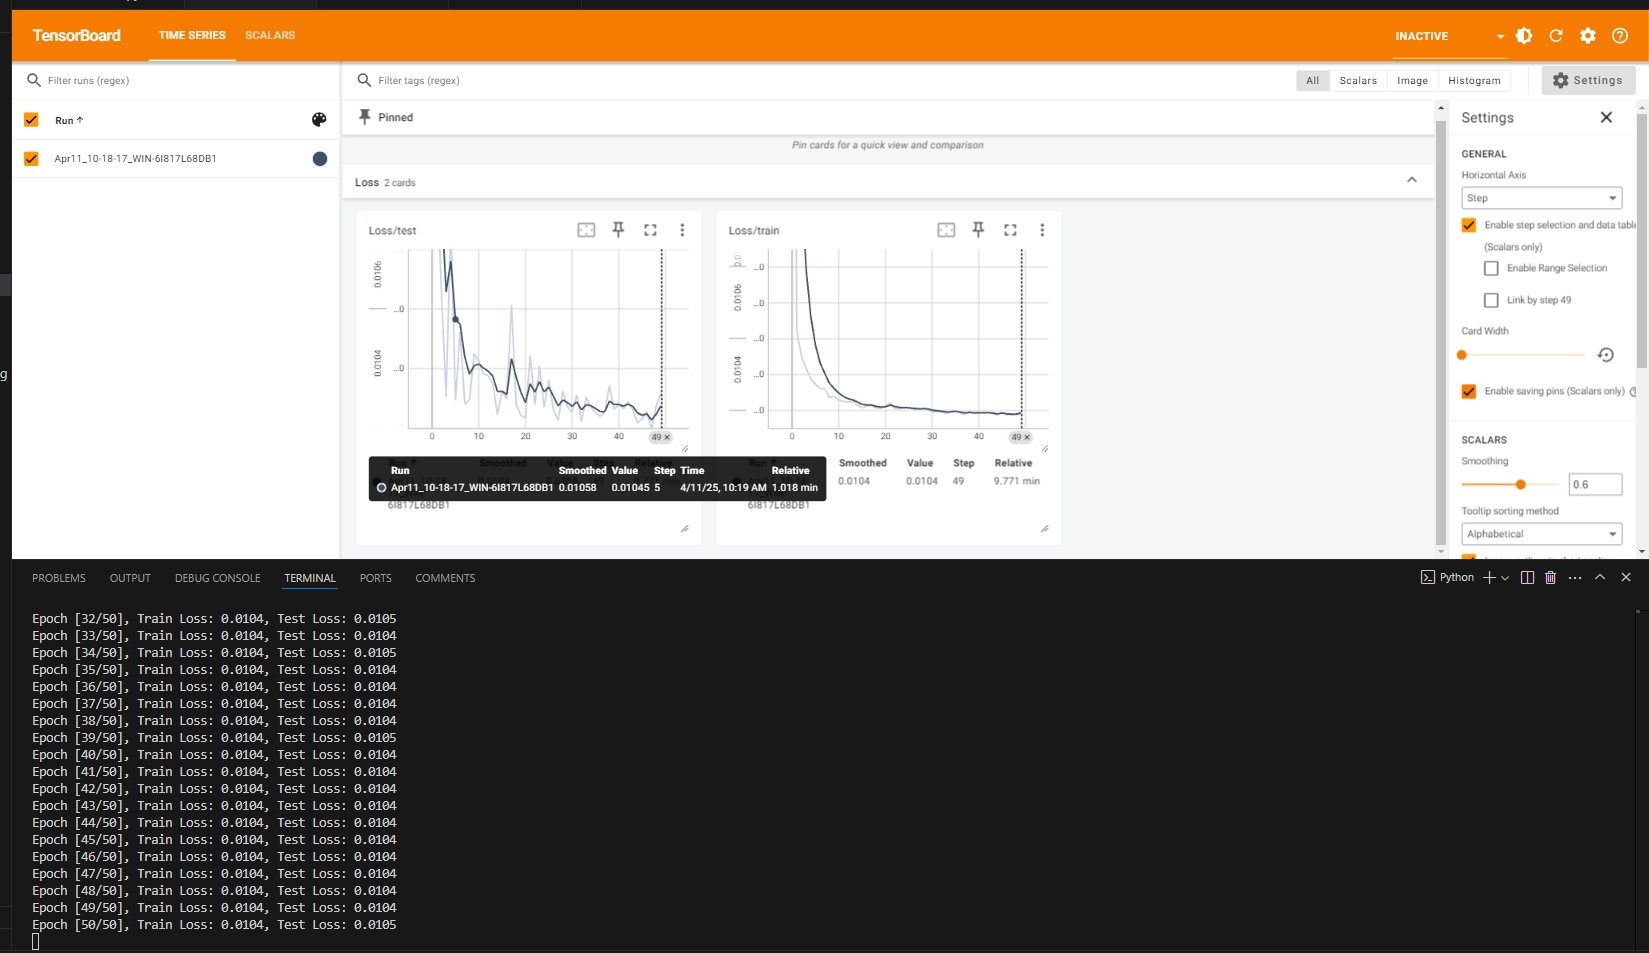 TensorBoard TIME SERIES SCALARS INACTIVE
Filter runs (regex)
Run
Apr11_10-18-17_WIN-6I817L68DB1
Filter tags (regex)
All Scalars Image Histogram
Settings
Pinned
Pin cards for a quick view and comparison
Loss 2 cards
Loss/test
0.0106
...0
0.0104
...0
0 10 20 30 40 49 ×
Loss/train
0.01
...0
0.0106
...0
...0
0.0104
...0
...0
0 10 20 30 40 49 ×
Run Smoothed Value Step Time Relative
Apr11_10-18-17_WIN-6I817L68DB1 0.01058 0.01045 5 4/11/25, 10:19 AM 1.018 min
6I817L68DB1
Smoothed Value Step Relative
0.0104 0.0104 49 9.771 min
6I817L68DB1
Settings
GENERAL
Horizontal Axis
Step
Enable step selection and data table
(Scalars only)
Enable Range Selection
Link by step 49
Card Width
Enable saving pins (Scalars only)
SCALARS
Smoothing
0.6
Tooltip sorting method
Alphabetical
g
PROBLEMS OUTPUT DEBUG CONSOLE TERMINAL PORTS COMMENTS
Python
Epoch [32/50], Train Loss: 0.0104, Test Loss: 0.0105
Epoch [33/50], Train Loss: 0.0104, Test Loss: 0.0104
Epoch [34/50], Train Loss: 0.0104, Test Loss: 0.0105
Epoch [35/50], Train Loss: 0.0104, Test Loss: 0.0104
Epoch [36/50], Train Loss: 0.0104, Test Loss: 0.0104
Epoch [37/50], Train Loss: 0.0104, Test Loss: 0.0104
Epoch [38/50], Train Loss: 0.0104, Test Loss: 0.0104
Epoch [39/50], Train Loss: 0.0104, Test Loss: 0.0105
Epoch [40/50], Train Loss: 0.0104, Test Loss: 0.0104
Epoch [41/50], Train Loss: 0.0104, Test Loss: 0.0104
Epoch [42/50], Train Loss: 0.0104, Test Loss: 0.0104
Epoch [43/50], Train Loss: 0.0104, Test Loss: 0.0104
Epoch [44/50], Train Loss: 0.0104, Test Loss: 0.0104
Epoch [45/50], Train Loss: 0.0104, Test Loss: 0.0104
Epoch [46/50], Train Loss: 0.0104, Test Loss: 0.0104
Epoch [47/50], Train Loss: 0.0104, Test Loss: 0.0104
Epoch [48/50], Train Loss: 0.0104, Test Loss: 0.0104
Epoch [49/50], Train Loss: 0.0104, Test Loss: 0.0104
Epoch [50/50], Train Loss: 0.0104, Test Loss: 0.0105